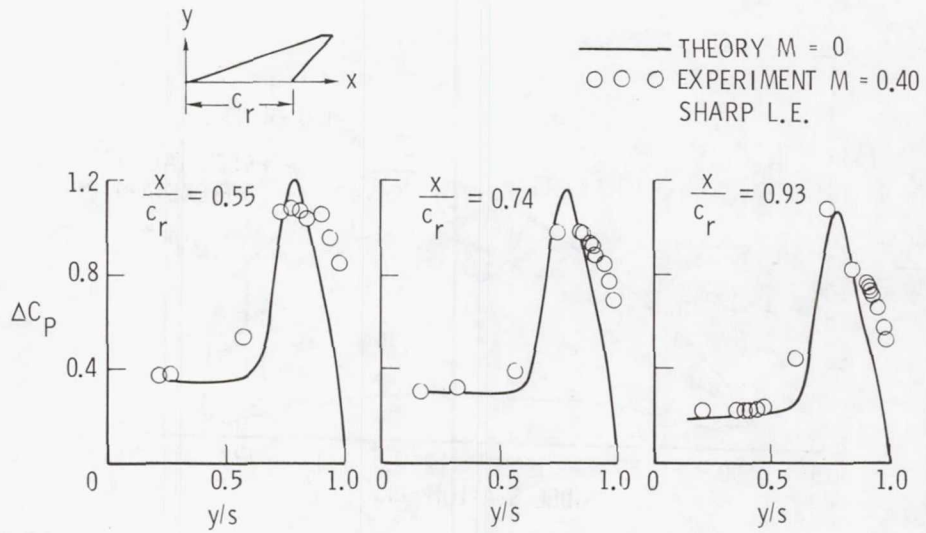 y
x
c r
THEORY M = 0
EXPERIMENT M = 0.40
SHARP L.E.
x/c r = 0.55
x/c r = 0.74
x/c r = 0.93
1.2
0.8
0.4
0
ΔC p
0 0.5 1.0
0 0.5 1.0
0.5 1.0
y/s
y/s
y/s